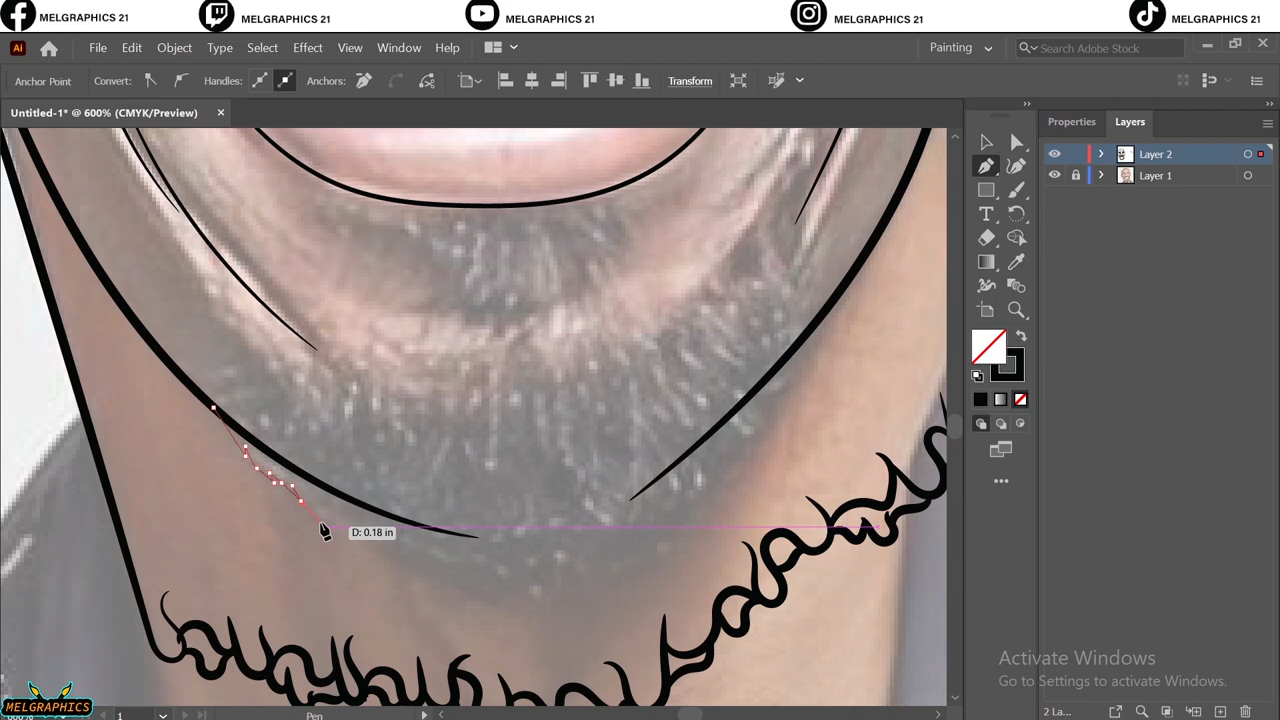 MELGRAPHICS 21 MELGRAPHICS 21 MELGRAPHICS 21 MELGRAPHICS 21 MELGRAPHICS 21
Ai File Edit Object Type Select Effect View Window Help Painting Search Adobe Stock
Anchor Point Convert: Handles: Anchors: Transform
Untitled-1* @ 600% (CMYK/Preview)
Properties Layers
Layer 2
Layer 1
D: 0.18 in
Activate Windows
Go to Settings to activate Windows.
MELGRAPHICS
1 Pen 2 La...